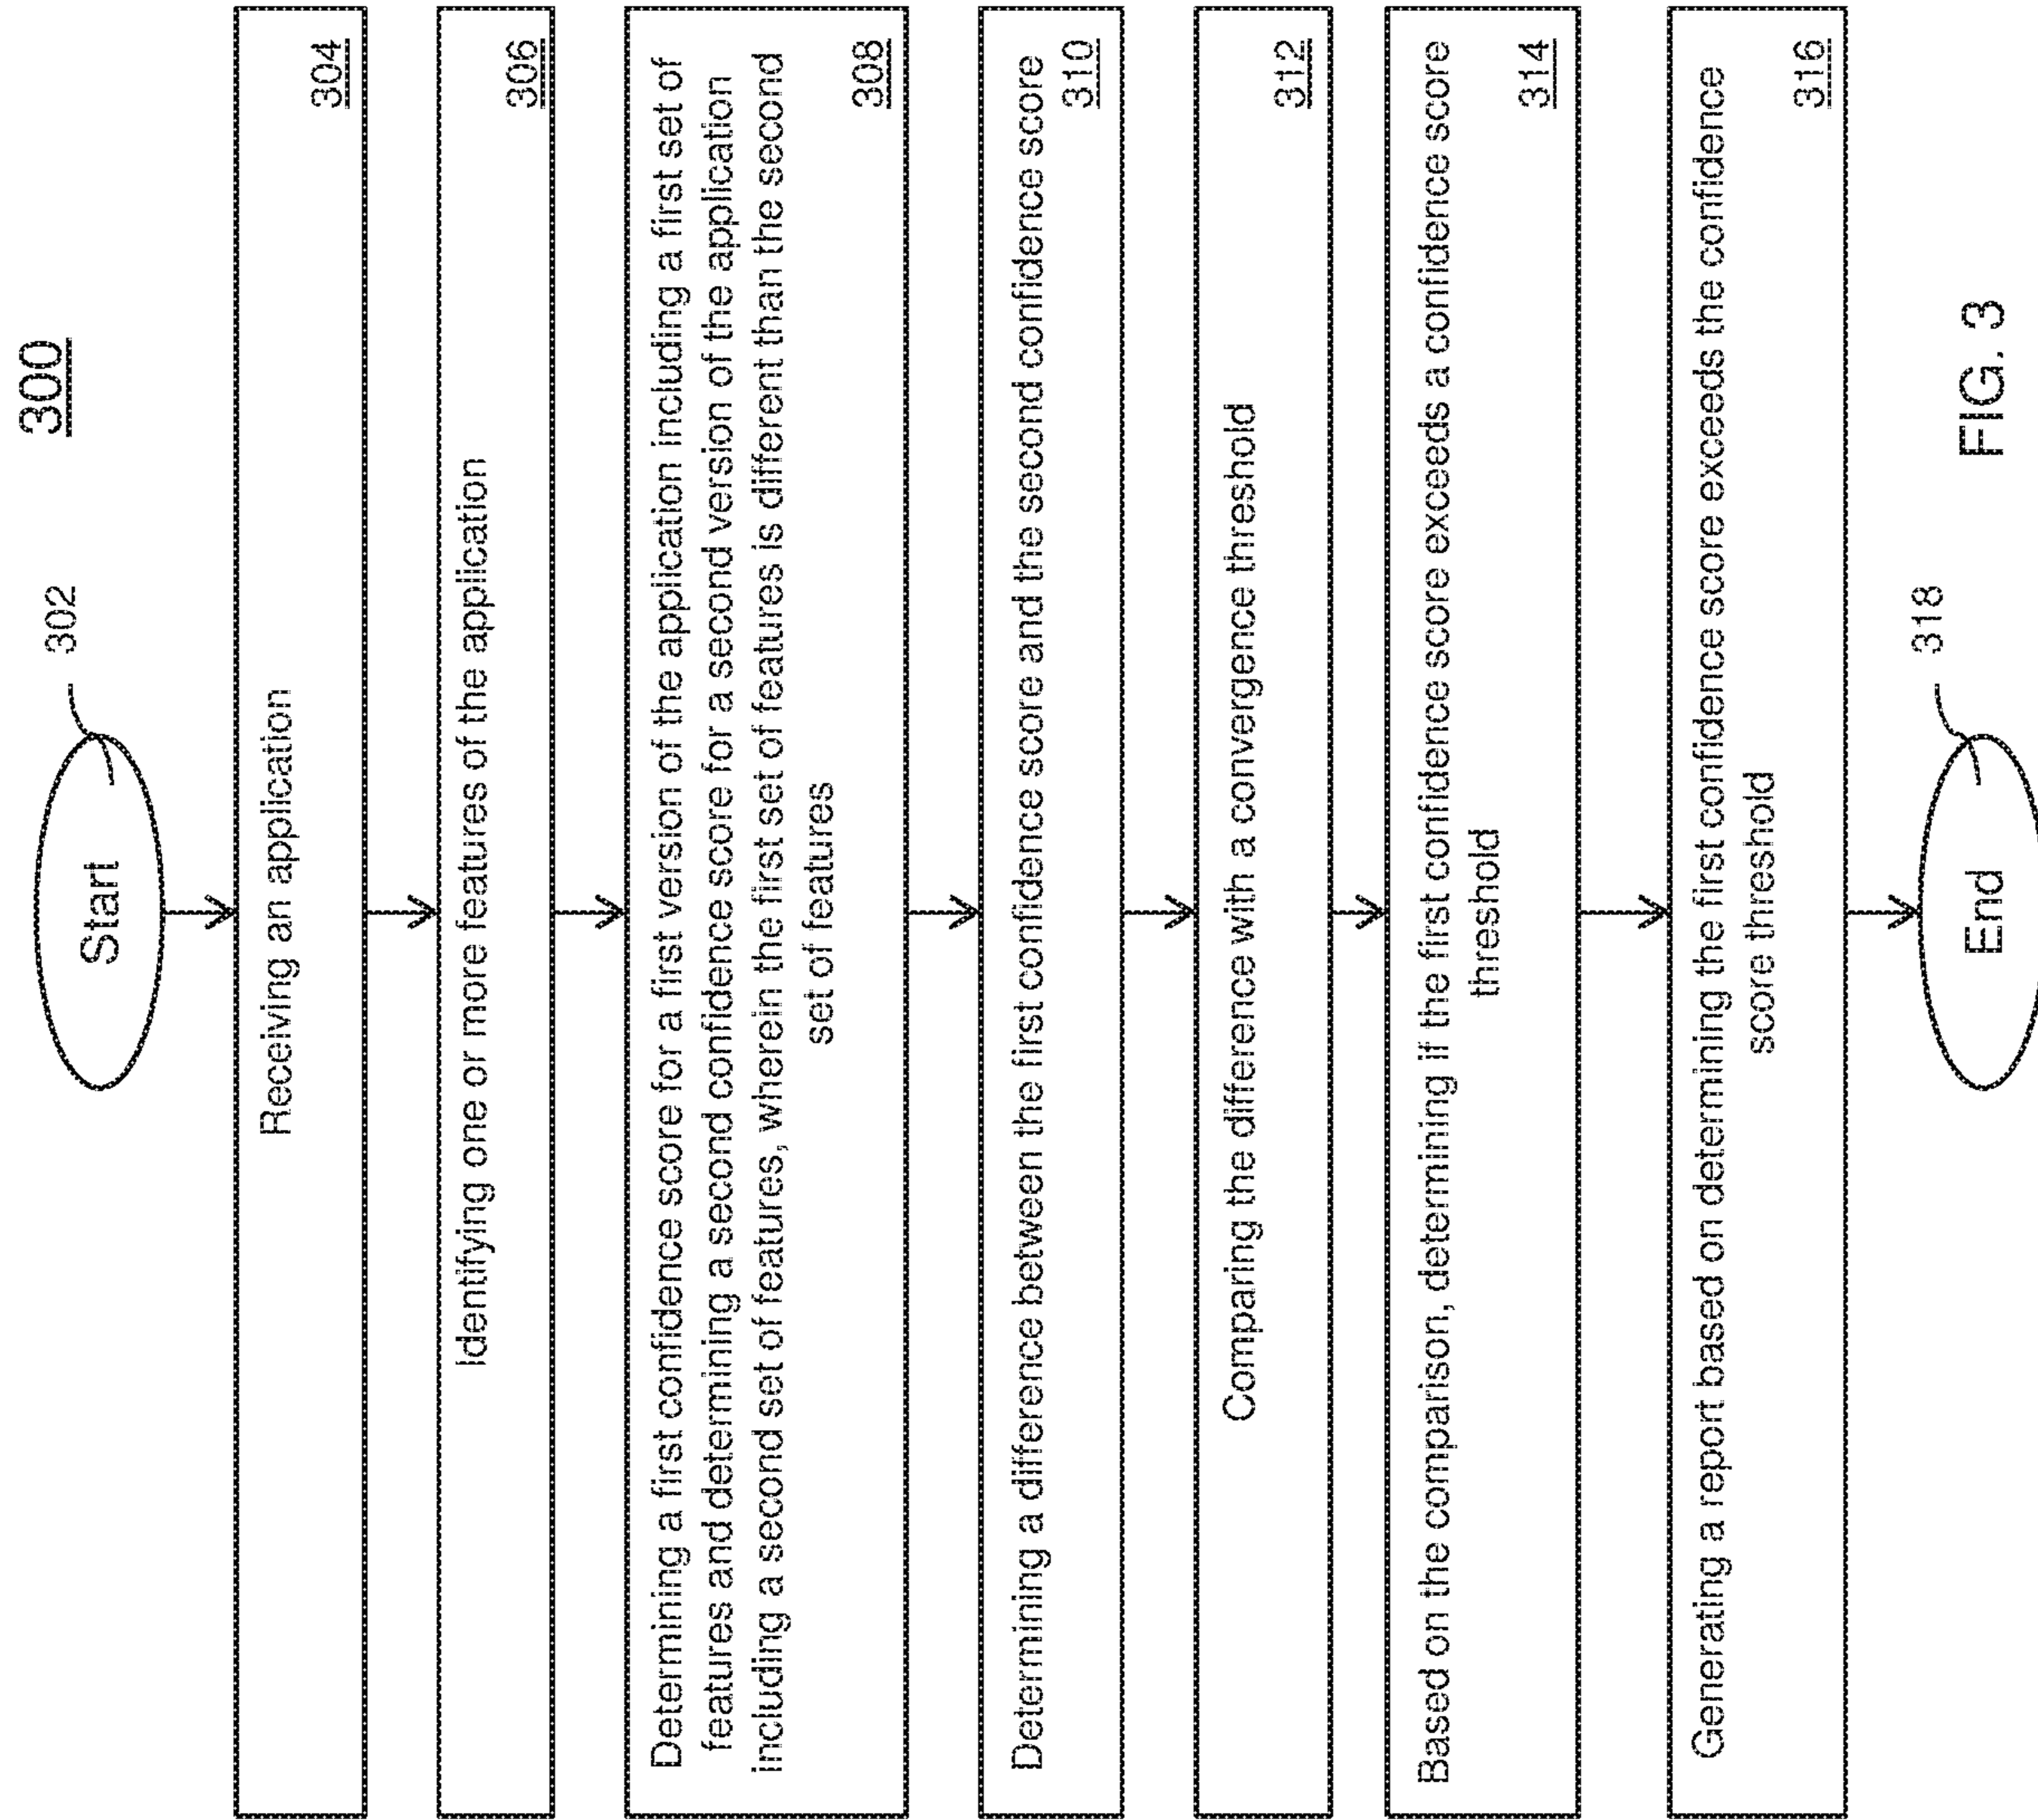 300
Start
302
Receiving an application
304
Identifying one or more features of the application
306
Determining a first confidence score for a first version of the application including a first set of
features and determining a second confidence score for a second version of the application
including a second set of features, wherein the first set of features is different than the second
set of features
308
Determining a difference between the first confidence score and the second confidence score
310
Comparing the difference with a convergence threshold
312
Based on the comparison, determining if the first confidence score exceeds a confidence score
threshold
314
Generating a report based on determining the first confidence score exceeds the confidence
score threshold
316
End
318
FIG. 3